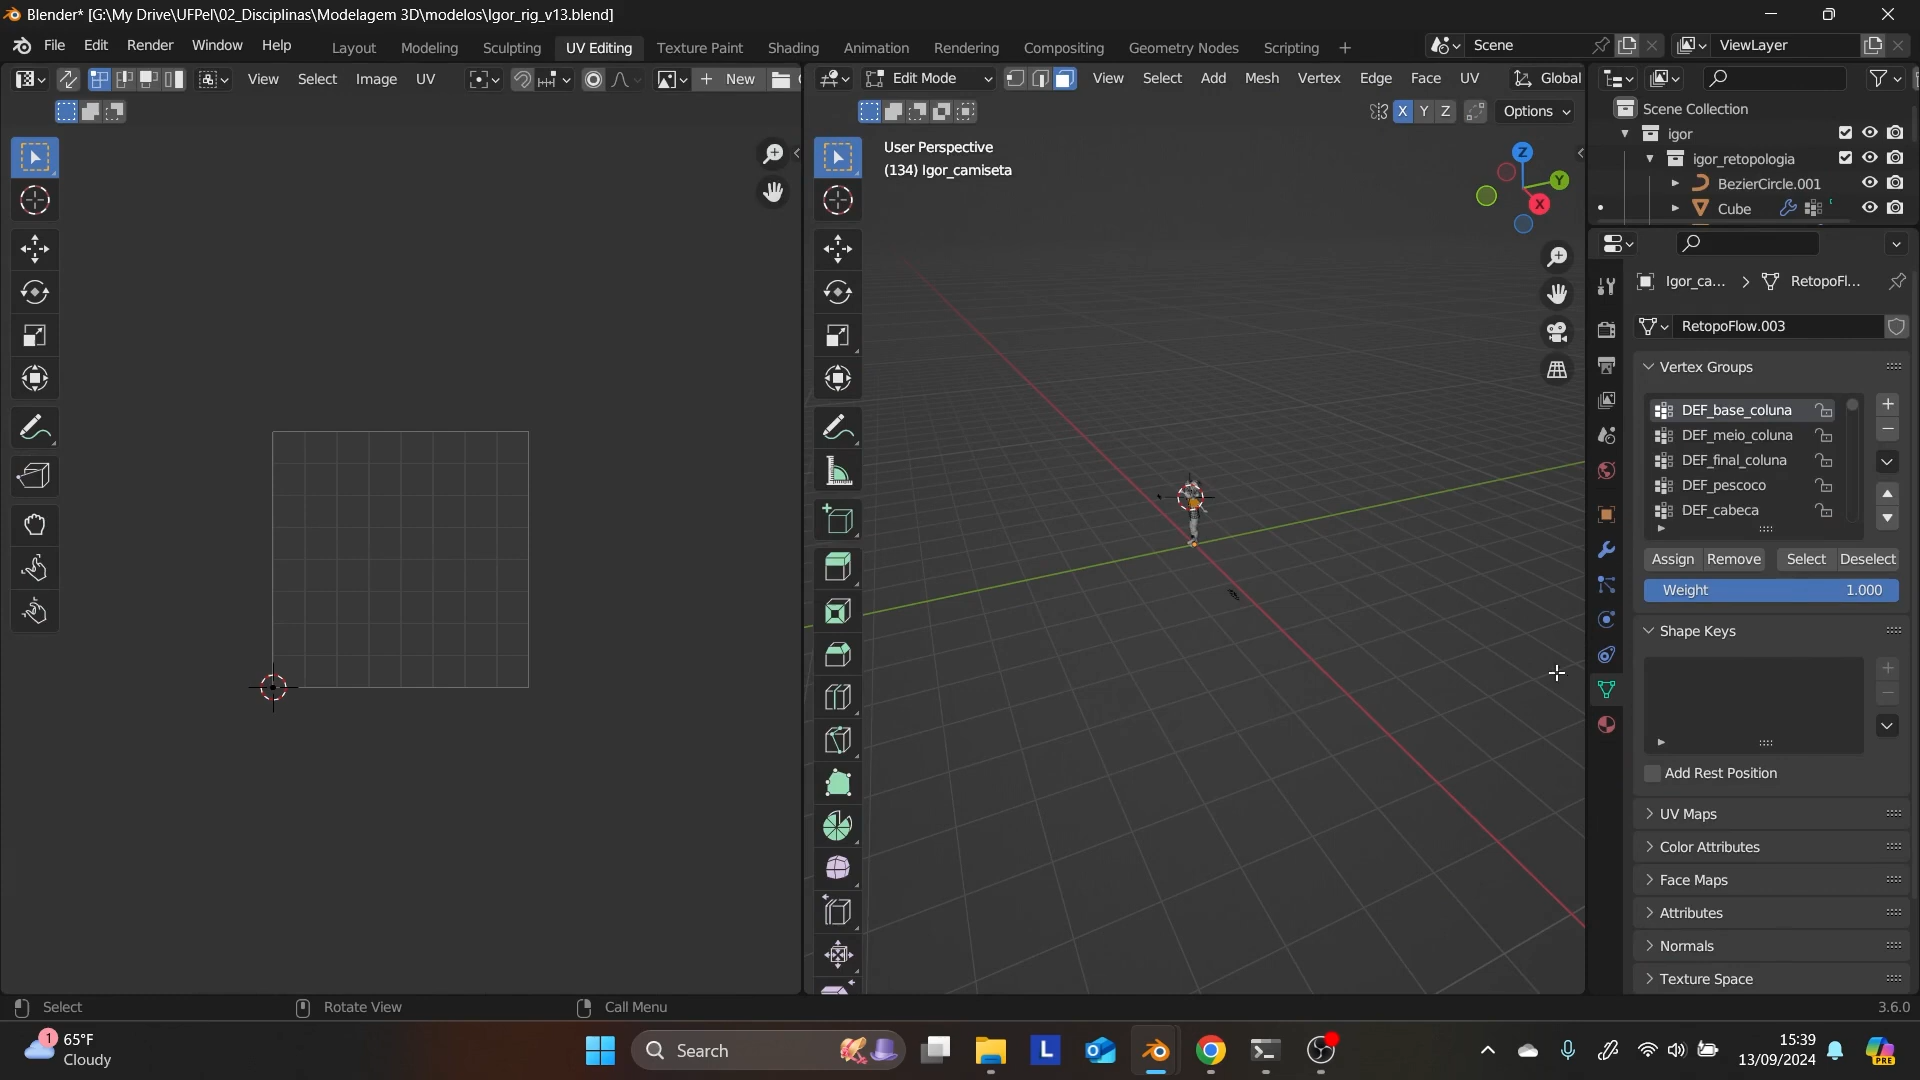 Blender* [G:\My Drive\UFPel\02_Disciplinas\Modelagem 3D\modelos\Igor_rig_v13.blend]
File Edit Render Window Help Layout Modeling Sculpting UV Editing Texture Paint Shading Animation Rendering Compositing Geometry Nodes Scripting + Scene ViewLayer
View Select Image UV New
Edit Mode View Select Add Mesh Vertex Edge Face UV Global
X Y Z Options
User Perspective
(134) Igor_camiseta
Z
Y
X
Scene Collection
igor
igor_retopologia
BezierCircle.001
Cube
Igor_ca... RetopoFl...
RetopoFlow.003
Vertex Groups
DEF_base_coluna
DEF_meio_coluna
DEF_final_coluna
DEF_pescoco
DEF_cabeca
Assign Remove Select Deselect
Weight 1.000
Shape Keys
Add Rest Position
UV Maps
Color Attributes
Face Maps
Attributes
Normals
Texture Space
Select Rotate View Call Menu 3.6.0
1
65°F
Cloudy
Search
L
15:39
13/09/2024
PRE